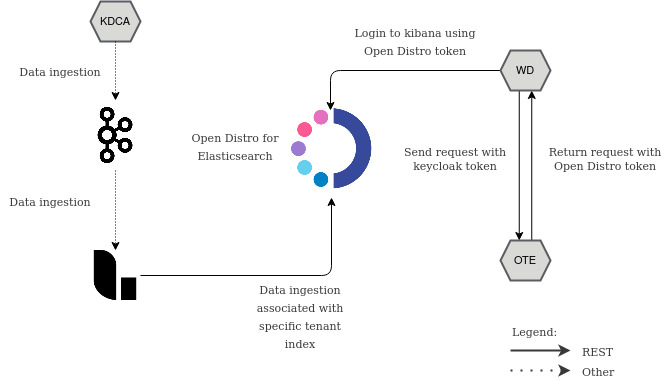 KDCA
Login to kibana using
Open Distro token
Data ingestion
WD
Open Distro for
Elasticsearch
Send request with
keycloak token
Return request with
Open Distro token
Data ingestion
OTE
Data ingestion
associated with
specific tenant
index
Legend:
REST
Other